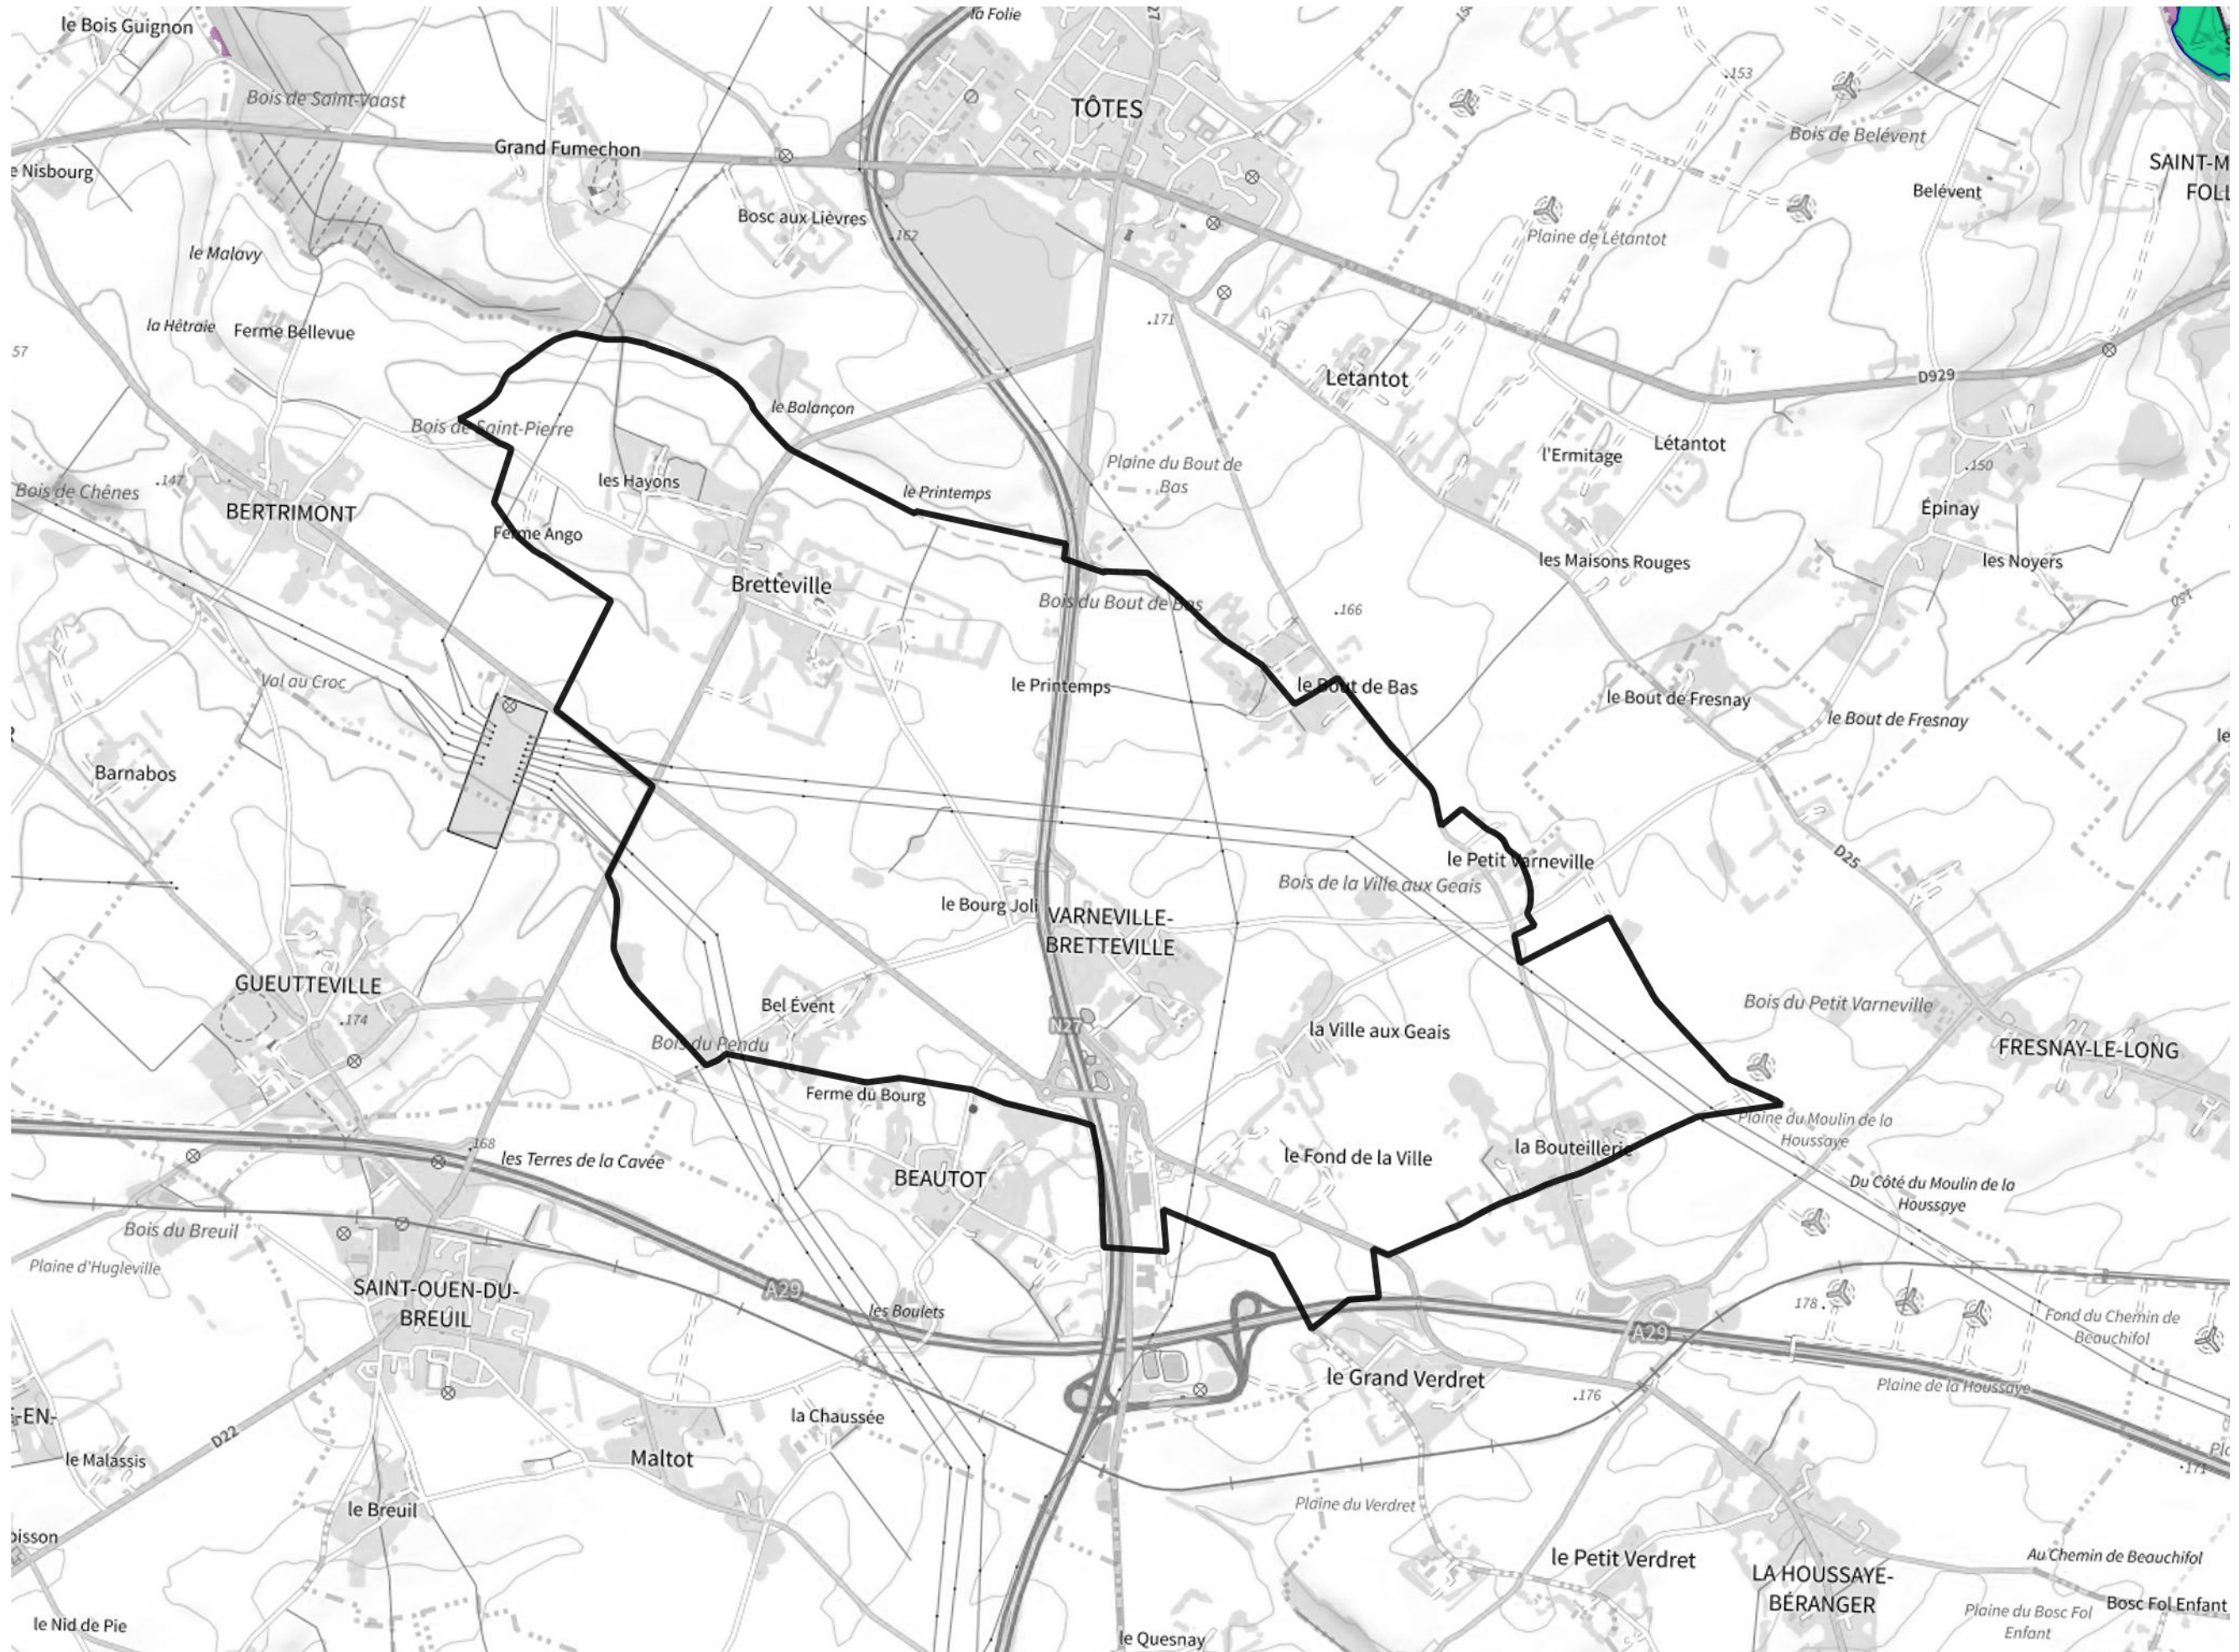 la Folie
le Bois Guignon
27
.153
Bois de Saint-Vaast
TÔTES
Bois de Belévent
Grand Fumechon
e Nisbourg
SAINT-M
FOLL
Belévent
Bosc aux Lièvres
.162
Plaine de Létantot
le Malavy
.171
la Hêtraie
Ferme Bellevue
57
Letantot
D929
le Balançon
Bois de Saint-Pierre
Létantot
l'Ermitage
Plaine du Bout de
Bas
.150
les Hayons
.147
Bois de Chênes
le Printemps
BERTRIMONT
Épinay
Ferme Ango
les Maisons Rouges
les Noyers
Bretteville
Bois du Bout de Bas
.166
150
Val au Croc
le Printemps
le Bout de Bas
le Bout de Fresnay
le Bout de Fresnay
le
Barnabos
D25
le Petit Varneville
Bois de la Ville aux Geais
le Bourg Joli
VARNEVILLE-
BRETTEVILLE
GUEUTTEVILLE
.174
Bel Évent
Bois du Petit Varneville
N27
la Ville aux Geais
Bois du Pendu
FRESNAY-LE-LONG
Ferme du Bourg
Plaine du Moulin de la
Houssaye
.168
les Terres de la Cavée
le Fond de la Ville
la Bouteillerie
BEAUTOT
Du Côté du Moulin de la
Houssaye
Bois du Breuil
Plaine d'Hugleville
SAINT-OUEN-DU-
BREUIL
A29
les Boulets
178.
Fond du Chemin de
Beauchifol
A29
le Grand Verdret
Plaine de la Houssaye
.176
-EN-
la Chaussée
D22
le Malassis
Maltot
Pla
.171
le Breuil
Plaine du Verdret
oisson
le Petit Verdret
Au Chemin de Beauchifol
LA HOUSSAYE-
BÉRANGER
Bosc Fol Enfant
Plaine du Bosc Fol
Enfant
le Nid de Pie
le Quesnay